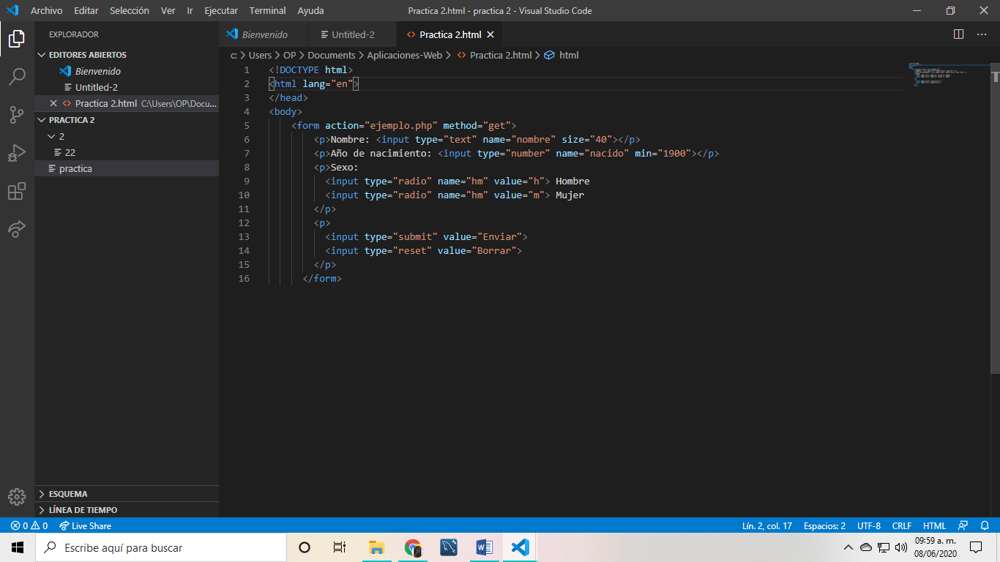 Archivo Editar Selección Ver Ir Ejecutar Terminal Ayuda
Practica 2.html - practica 2 - Visual Studio Code
EXPLORADOR
EDITORES ABIERTOS
Bienvenido
Untitled-2
Practica 2.html C:\Users\OP\Docu...
PRACTICA 2
2
22
practica
ESQUEMA
LÍNEA DE TIEMPO
Bienvenido Untitled-2 <> Practica 2.html
c: > Users > OP > Documents > Aplicaciones-Web > <> Practica 2.html > html
1 <!DOCTYPE html>
2 <html lang="en">
3 </head>
4 <body>
5 <form action="ejemplo.php" method="get">
6 <p>Nombre: <input type="text" name="nombre" size="40"></p>
7 <p>Año de nacimiento: <input type="number" name="nacido" min="1900"></p>
8 <p>Sexo:
9 <input type="radio" name="hm" value="h"> Hombre
10 <input type="radio" name="hm" value="m"> Mujer
11 </p>
12 <p>
13 <input type="submit" value="Enviar">
14 <input type="reset" value="Borrar">
15 </p>
16 </form>
0 0 Live Share
Lín. 2, col. 17 Espacios: 2 UTF-8 CRLF HTML
Escribe aquí para buscar
09:59 a. m.
08/06/2020